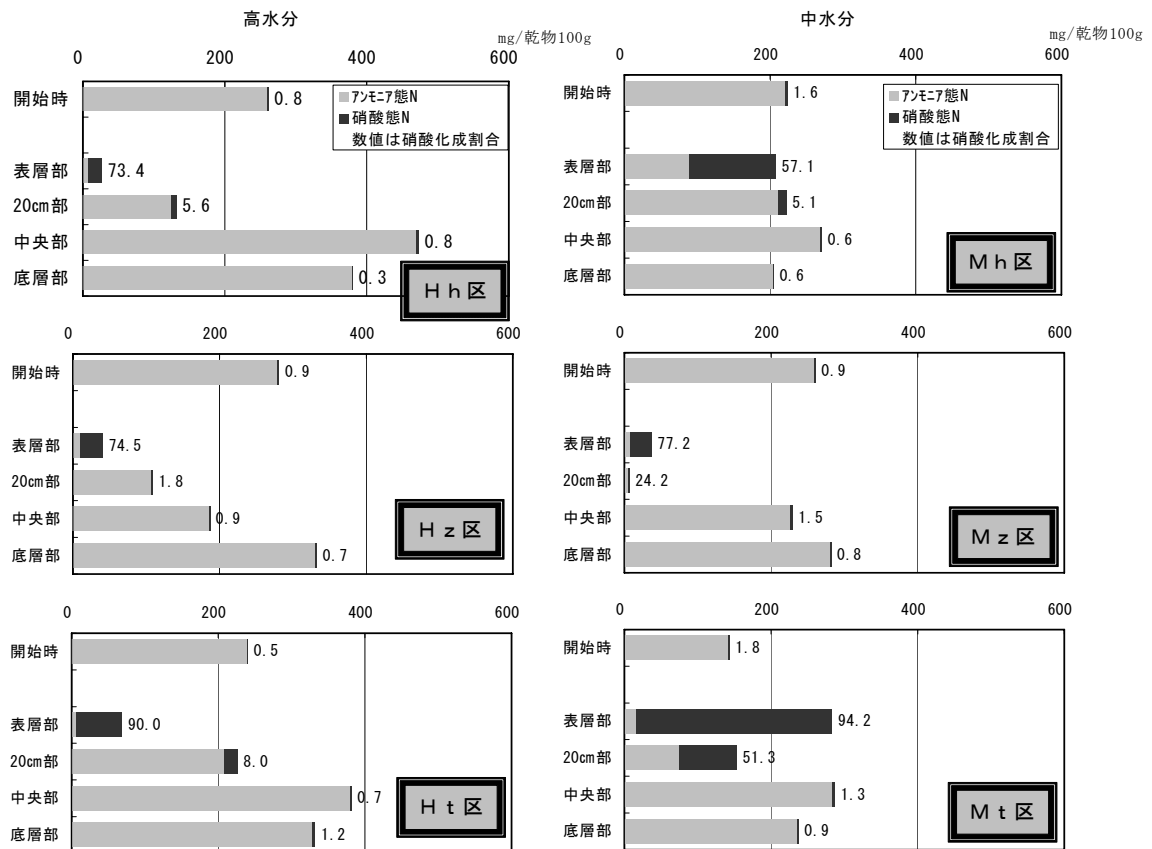 高水分
mg/乾物100g
0 200 400 600
開始時 0.8
表層部 73.4
20cm部 5.6
中央部 0.8
底層部 0.3
ｱﾝﾓﾆｱ態N
硝酸態N
数値は硝酸化成割合
Ｈｈ区
中水分
mg/乾物100g
0 200 400 600
開始時 1.6
表層部 57.1
20cm部 5.1
中央部 0.6
底層部 0.6
ｱﾝﾓﾆｱ態N
硝酸態N
数値は硝酸化成割合
Ｍｈ区
0 200 400 600
開始時 0.9
表層部 74.5
20cm部 1.8
中央部 0.9
底層部 0.7
Ｈｚ区
0 200 400 600
開始時 0.9
表層部 77.2
20cm部 24.2
中央部 1.5
底層部 0.8
Ｍｚ区
0 200 400 600
開始時 0.5
表層部 90.0
20cm部 8.0
中央部 0.7
底層部 1.2
Ｈｔ区
0 200 400 600
開始時 1.8
表層部 94.2
20cm部 51.3
中央部 1.3
底層部 0.9
Ｍｔ区